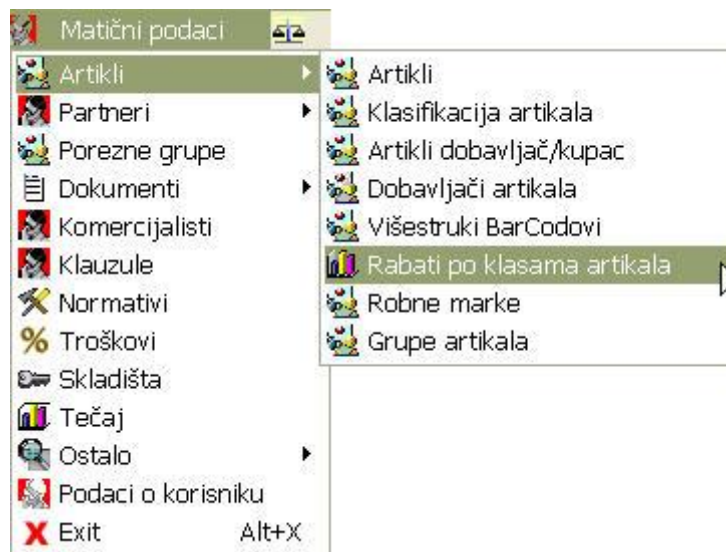 Matični podaci
Artikli
Partneri
Porezne grupe
Dokumenti
Komercijalisti
Klauzule
Normativi
Troškovi
Skladišta
Tečaj
Ostalo
Podaci o korisniku
Exit Alt+X
Artikli
Klasifikacija artikala
Artikli dobavljač/kupac
Dobavljači artikala
Višestruki BarCodovi
Rabati po klasama artikala
Robne marke
Grupe artikala